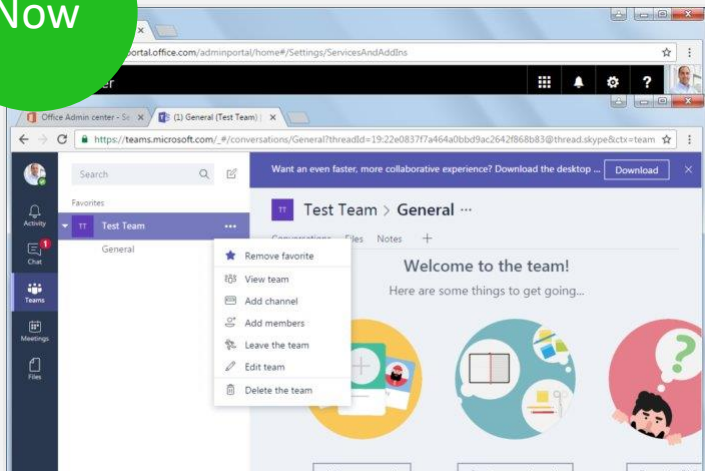 Now
portal.office.com/adminportal/home#/Settings/ServicesAndAddIns
er
?
Office Admin center - Se
(1) General (Test Team) |
https://teams.microsoft.com/_#/conversations/General?threadId=19:22e0837f7a464a0bbd9ac2642f868b83@thread.skype&ctx=team
Search
Want an even faster, more collaborative experience? Download the desktop ...
Download
Favorites
TT
Test Team
...
General
TT
Test Team > General ...
Conversations
Files
Notes
+
Activity
1
Chat
Teams
Meetings
Files
Remove favorite
View team
Add channel
Add members
Leave the team
Edit team
Delete the team
Welcome to the team!
Here are some things to get going...
?